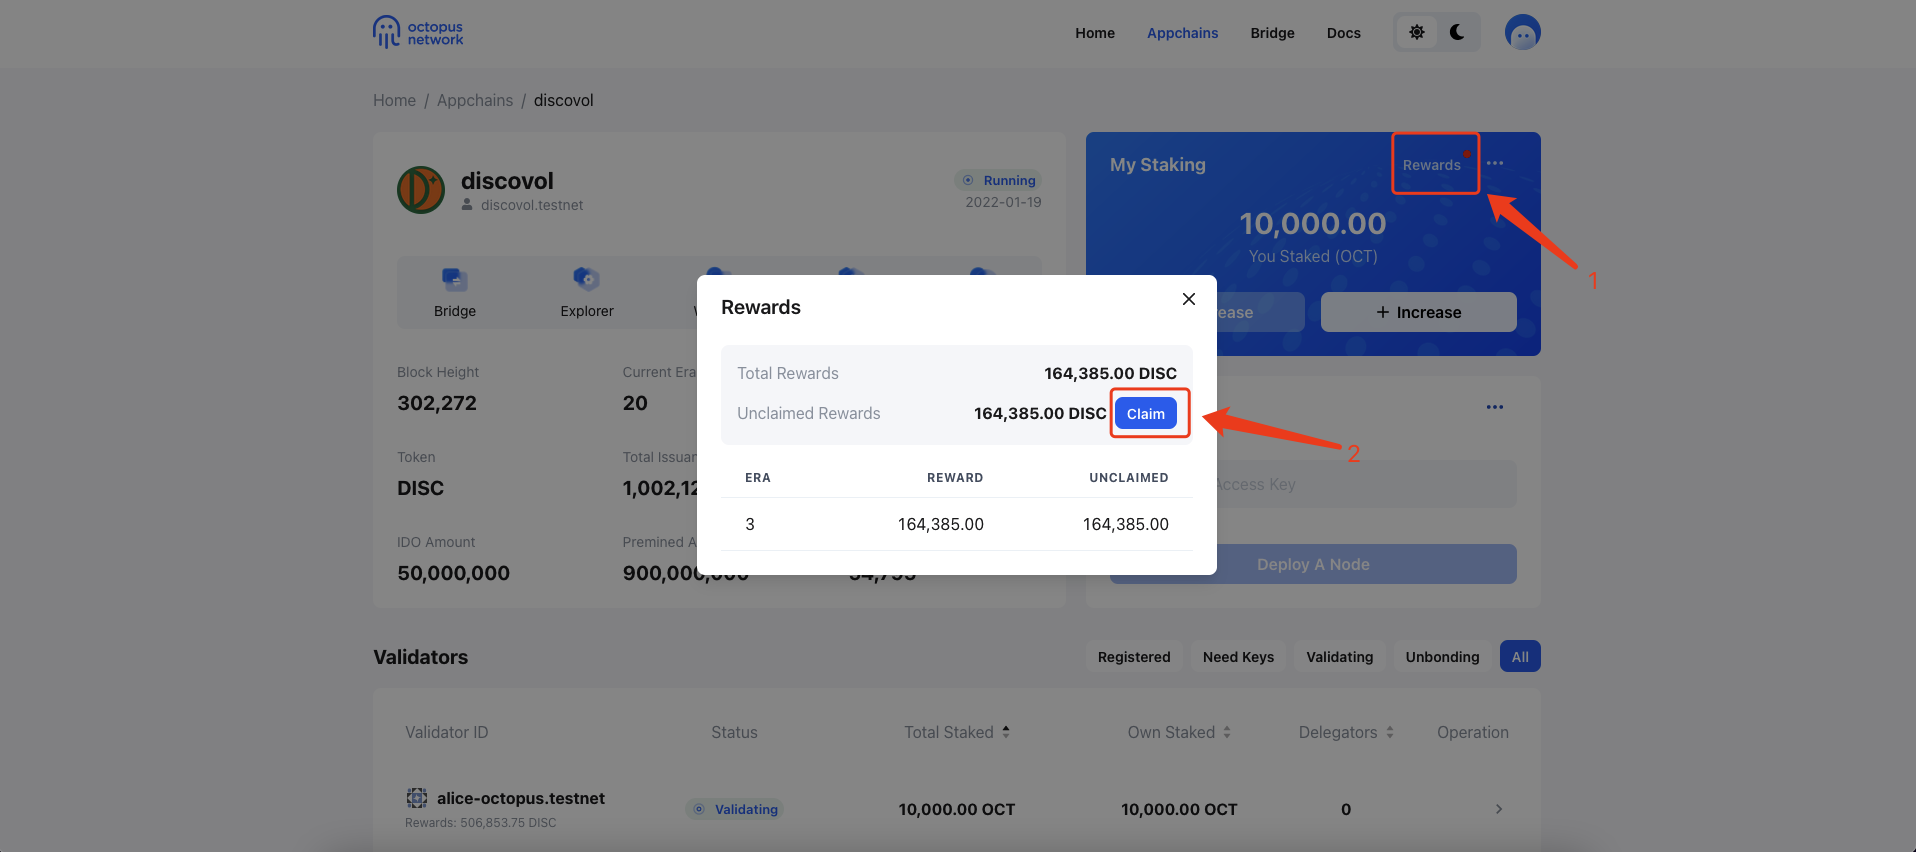 octopus
network
Home
Appchains
Bridge
Docs
Home / Appchains / discovol
discovol
discovol.testnet
Running
2022-01-19
My Staking
Rewards
10,000.00
You Staked (OCT)
ease
+ Increase
1
Bridge
Explorer
Block Height
302,272
Current Era
20
Token
DISC
Total Issuan
1,002,12
IDO Amount
50,000,000
Premined A
900,000,000
Rewards
Total Rewards
164,385.00 DISC
Unclaimed Rewards
164,385.00 DISC
Claim
2
ERA
REWARD
UNCLAIMED
3
164,385.00
164,385.00
Access Key
Deploy A Node
Validators
Registered
Need Keys
Validating
Unbonding
All
Validator ID
Status
Total Staked
Own Staked
Delegators
Operation
alice-octopus.testnet
Rewards: 506,853.75 DISC
Validating
10,000.00 OCT
10,000.00 OCT
0